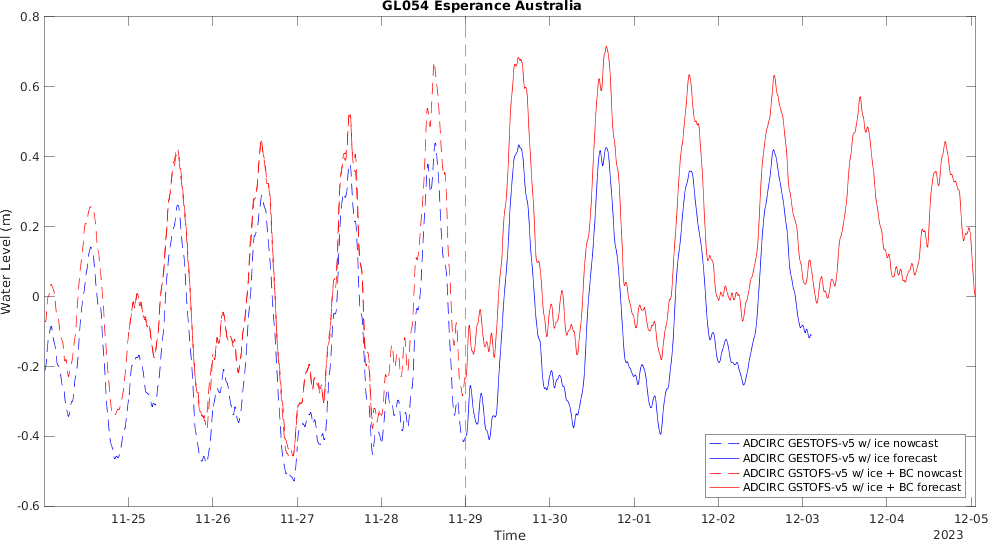 GL054 Esperance Australia
0.8
0.6
0.4
0.2
0
-0.2
-0.4
-0.6
Water Level (m)
ADCIRC GESTOFS-v5 w/ ice nowcast
ADCIRC GESTOFS-v5 w/ ice forecast
ADCIRC GSTOFS-v5 w/ ice + BC nowcast
ADCIRC GSTOFS-v5 w/ ice + BC forecast
11-25 11-26 11-27 11-28 11-29 11-30 12-01 12-02 12-03 12-04 12-05
Time
2023